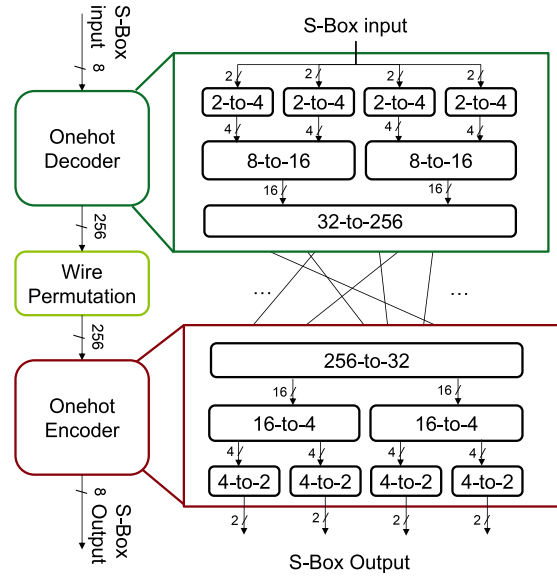 S-Box
input
8
Onehot
Decoder
256
Wire
Permutation
256
Onehot
Encoder
8
S-Box
Output
S-Box input
2 2 2 2
2-to-4 2-to-4 2-to-4 2-to-4
4 4 4 4
8-to-16 8-to-16
16 16
32-to-256
... ...
256-to-32
16 16
16-to-4 16-to-4
4 4 4 4
4-to-2 4-to-2 4-to-2 4-to-2
2 2 2 2
S-Box Output